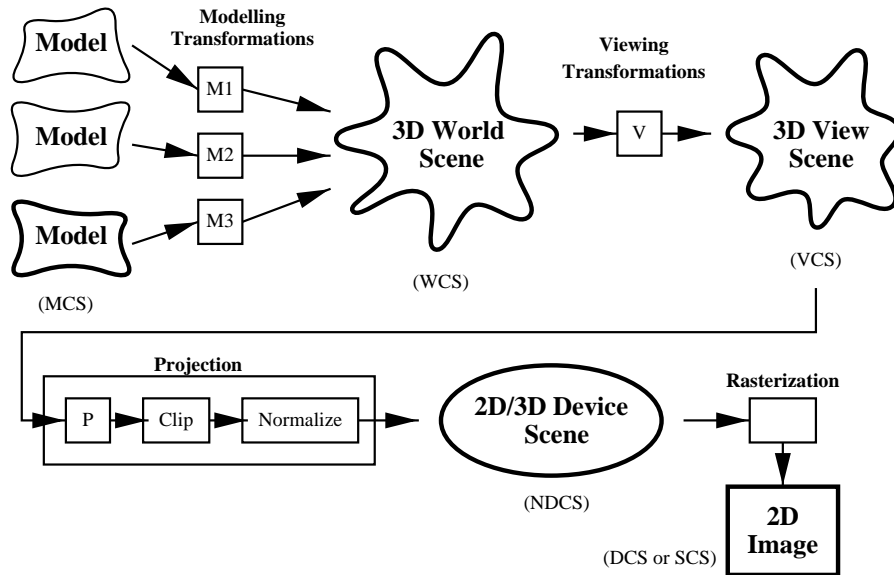 Model
Modelling
Transformations
M1
Model
M2
Model
M3
(MCS)
3D World
Scene
(WCS)
Viewing
Transformations
V
3D View
Scene
(VCS)
Projection
P
Clip
Normalize
2D/3D Device
Scene
(NDCS)
Rasterization
2D
Image
(DCS or SCS)